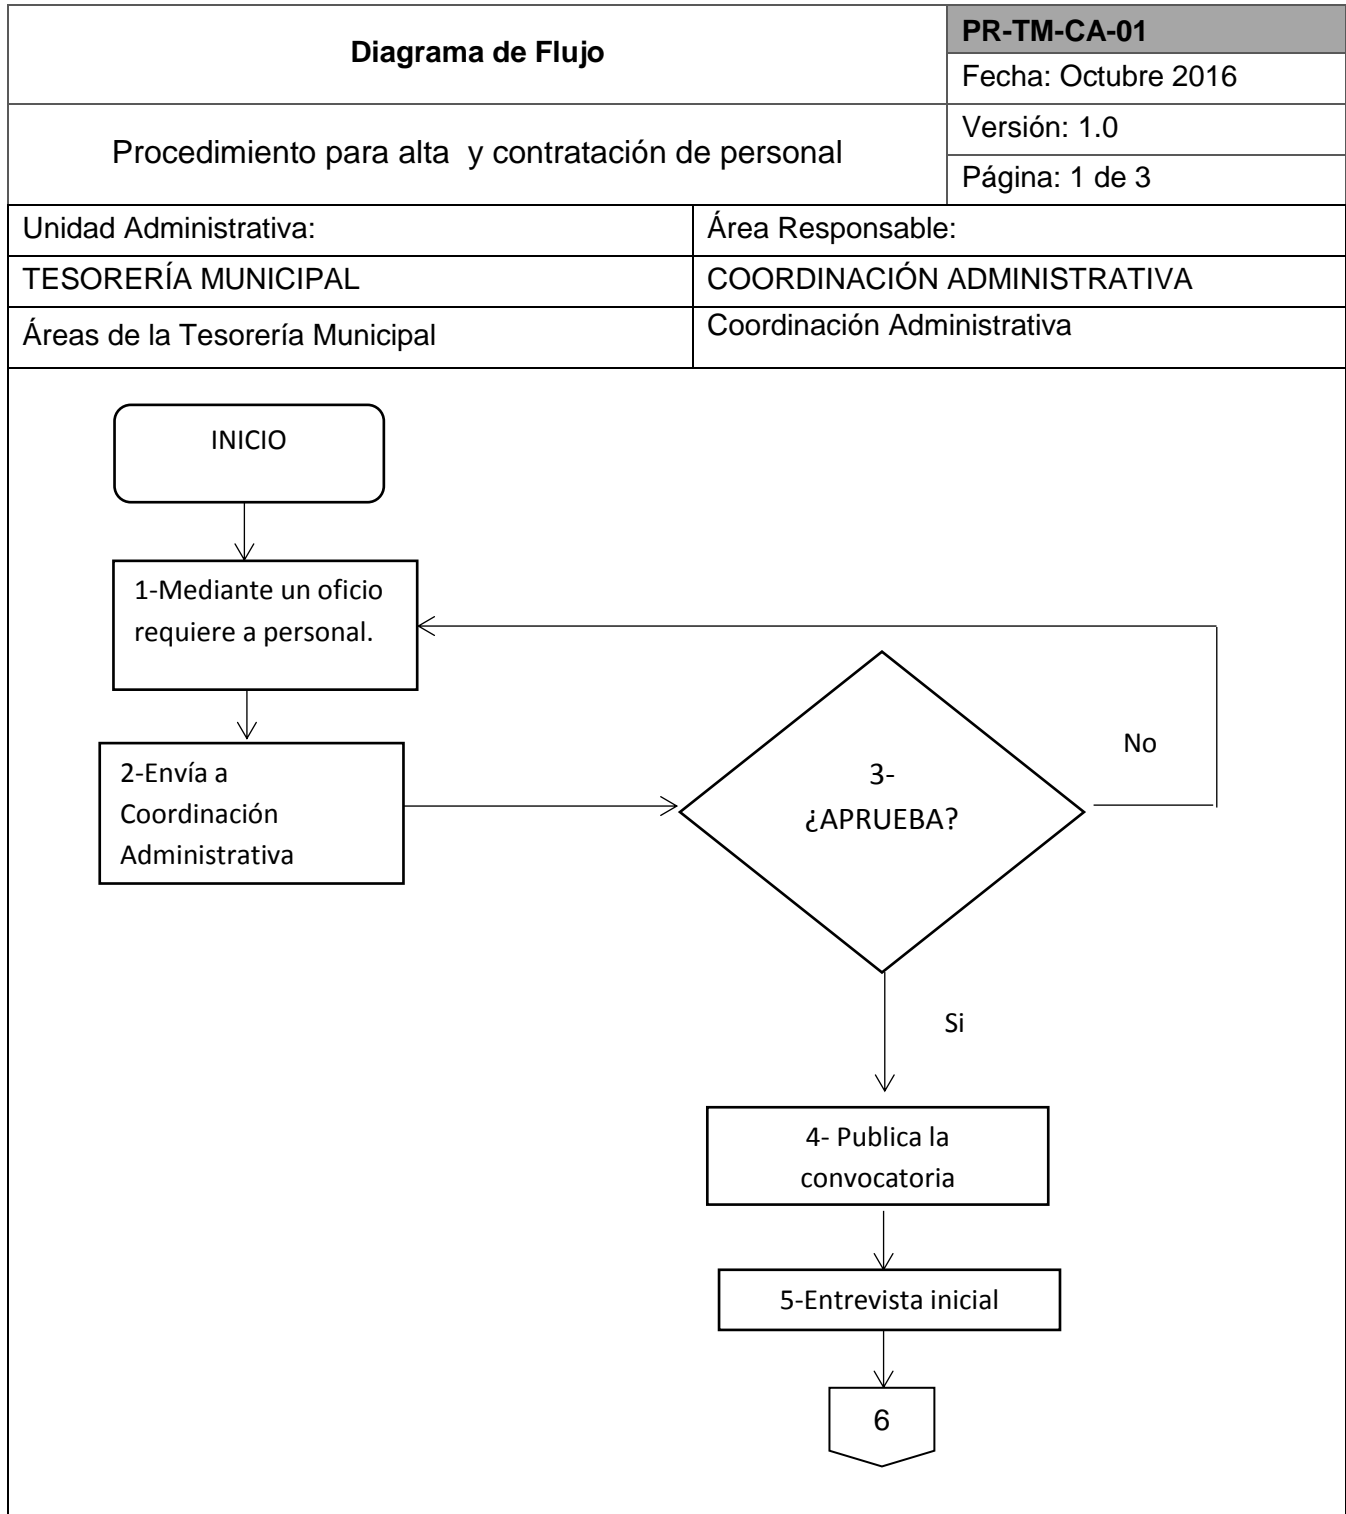 Diagrama de Flujo
PR-TM-CA-01
Fecha: Octubre 2016
Procedimiento para alta  y contratación de personal
Versión: 1.0
Página: 1 de 3
Unidad Administrativa:
Área Responsable:
TESORERÍA MUNICIPAL
COORDINACIÓN ADMINISTRATIVA
Áreas de la Tesorería Municipal
Coordinación Administrativa
INICIO
1-Mediante un oficio
requiere a personal.
2-Envía a
Coordinación
Administrativa
3-
¿APRUEBA?
No
Si
4- Publica la
convocatoria
5-Entrevista inicial
6